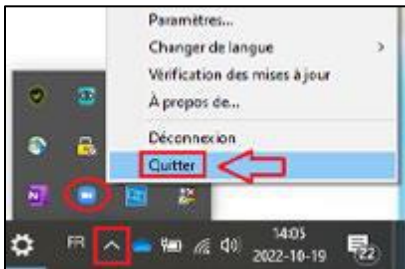 Paramètres...
Changer de langue
Vérification des mises à jour
À propos de...
Déconnexion
Quitter
FR
14:05
2022-10-19
22